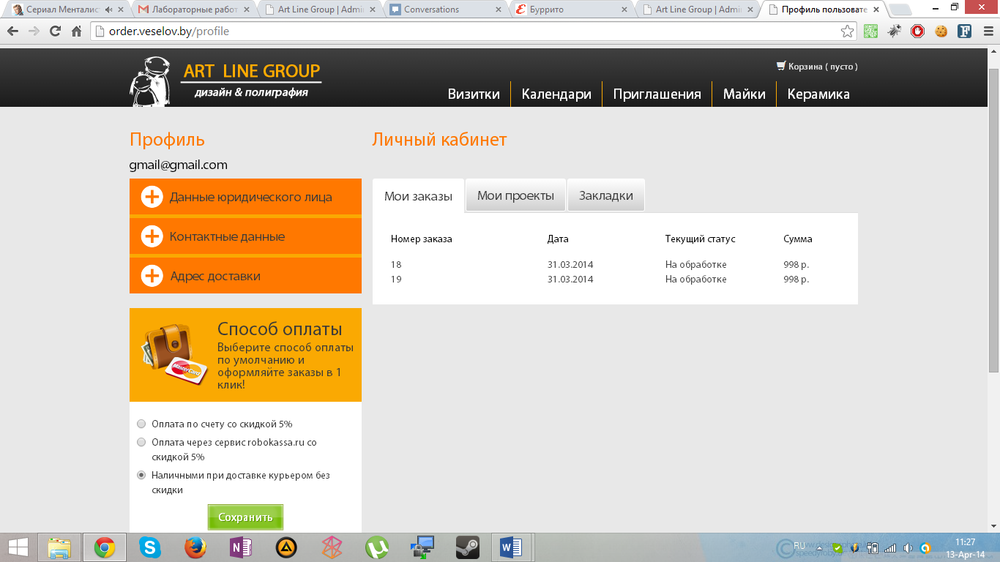 Сериал Менталис
Лабораторные работ
Art Line Group | Admi
Conversations
Буррито
Art Line Group | Admi
Профиль пользовате
order.veselov.by/profile
ART LINE GROUP
дизайн & полиграфия
Корзина ( пусто )
Визитки
Календари
Приглашения
Майки
Керамика
Профиль
gmail@gmail.com
Данные юридического лица
Контактные данные
Адрес доставки
Способ оплаты
Выберите способ оплаты
по умолчанию и
оформляйте заказы в 1
клик!
MasterCard
Оплата по счету со скидкой 5%
Оплата через сервис robokassa.ru со
скидкой 5%
Наличными при доставке курьером без
скидки
Сохранить
Личный кабинет
Мои заказы
Мои проекты
Закладки
Номер заказа Дата Текущий статус Сумма
18 31.03.2014 На обработке 998 р.
19 31.03.2014 На обработке 998 р.
RU
11:27
13-Apr-14